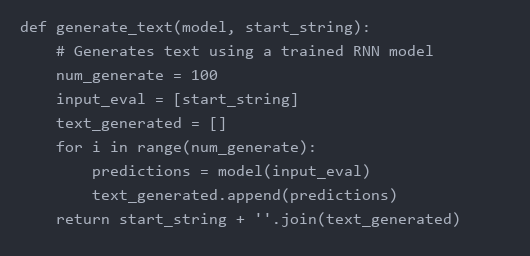 def generate_text(model, start_string):
    # Generates text using a trained RNN model
    num_generate = 100
    input_eval = [start_string]
    text_generated = []
    for i in range(num_generate):
        predictions = model(input_eval)
        text_generated.append(predictions)
    return start_string + ''.join(text_generated)